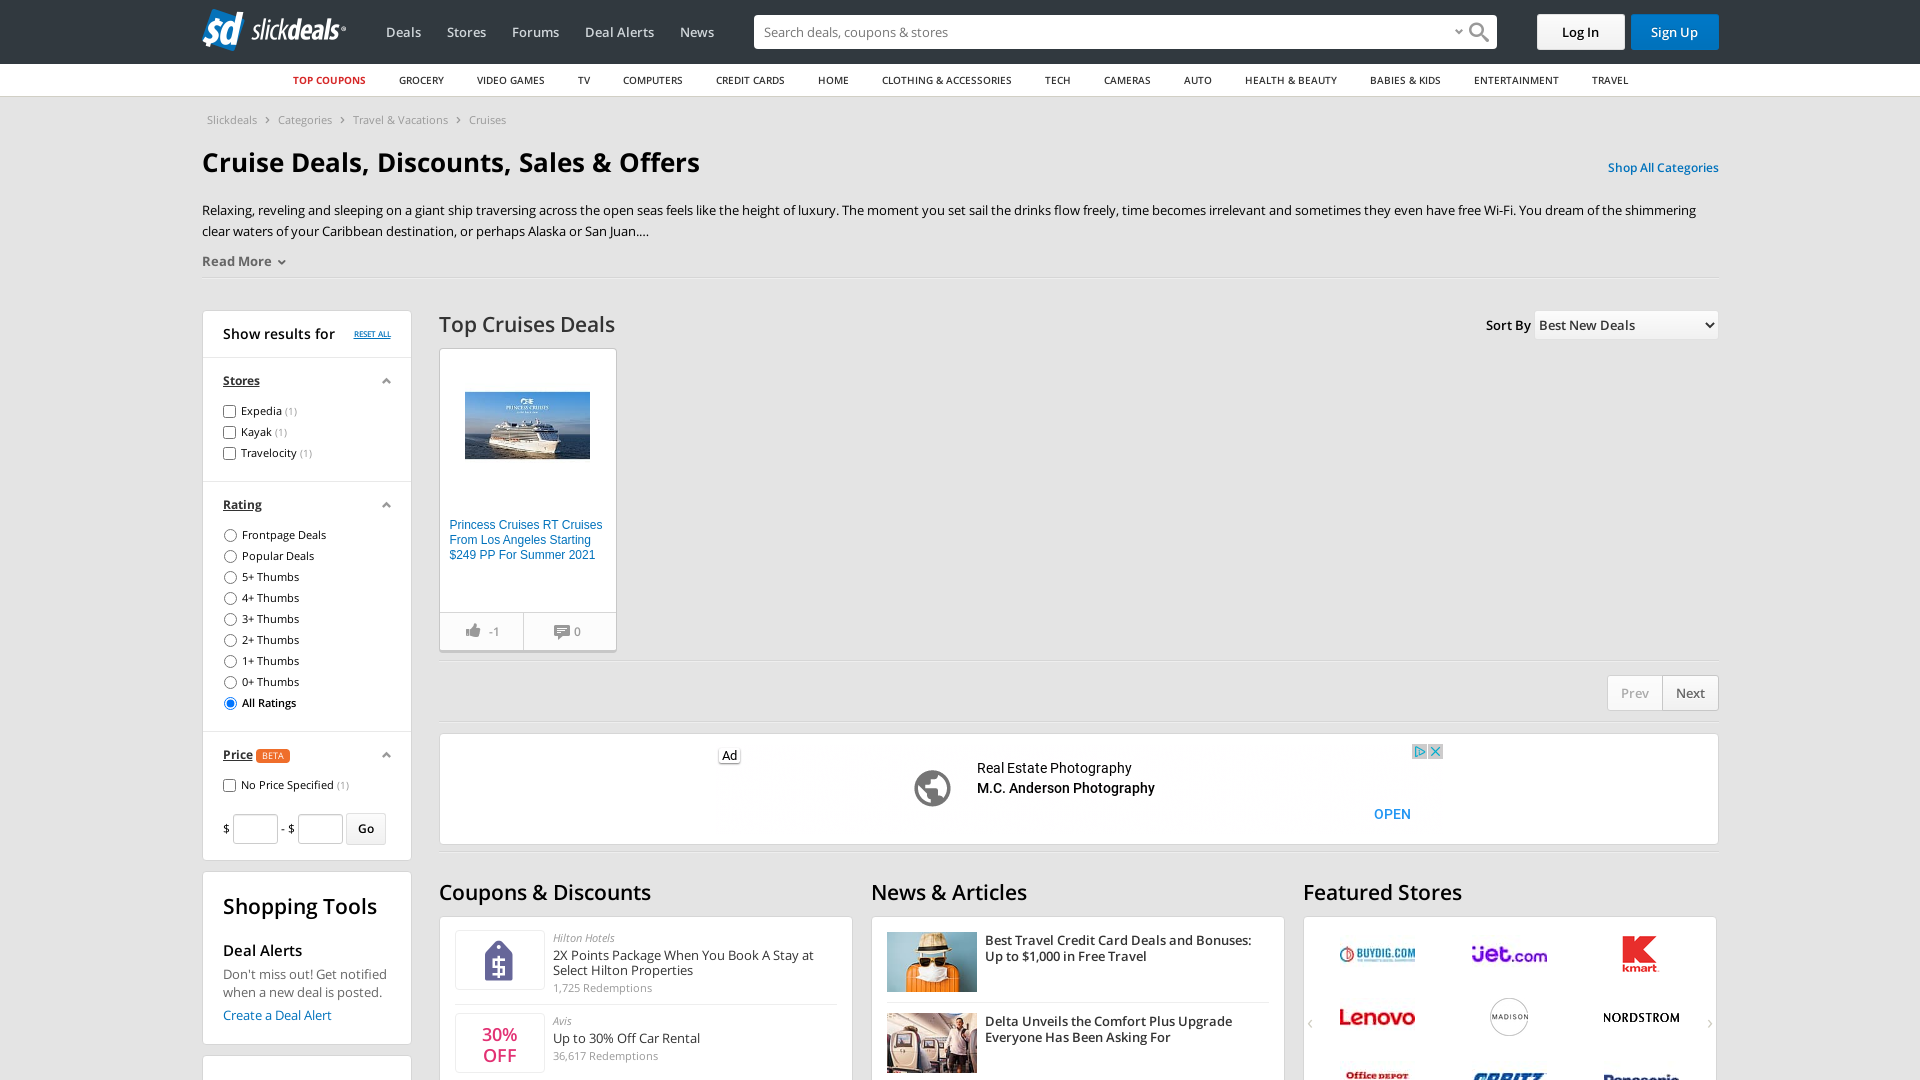 sd slickdeals
Deals
Stores
Forums
Deal Alerts
News
Search deals, coupons & stores
Log In
Sign Up
TOP COUPONS
GROCERY
VIDEO GAMES
TV
COMPUTERS
CREDIT CARDS
HOME
CLOTHING & ACCESSORIES
TECH
CAMERAS
AUTO
HEALTH & BEAUTY
BABIES & KIDS
ENTERTAINMENT
TRAVEL
Slickdeals › Categories › Travel & Vacations › Cruises
Cruise Deals, Discounts, Sales & Offers
Shop All Categories
Relaxing, reveling and sleeping on a giant ship traversing across the open seas feels like the height of luxury. The moment you set sail the drinks flow freely, time becomes irrelevant and sometimes they even have free Wi-Fi. You dream of the shimmering
clear waters of your Caribbean destination, or perhaps Alaska or San Juan....
Read More
Show results for
RESET ALL
Stores
Expedia (1)
Kayak (1)
Travelocity (1)
Rating
Frontpage Deals
Popular Deals
5+ Thumbs
4+ Thumbs
3+ Thumbs
2+ Thumbs
1+ Thumbs
0+ Thumbs
All Ratings
Price BETA
No Price Specified (1)
$ - $ Go
Shopping Tools
Deal Alerts
Don't miss out! Get notified
when a new deal is posted.
Create a Deal Alert
Top Cruises Deals
Sort By Best New Deals
PRINCESS CRUISES
Princess Cruises RT Cruises
From Los Angeles Starting
$249 PP For Summer 2021
-1
0
Prev
Next
Ad
Real Estate Photography
M.C. Anderson Photography
OPEN
Coupons & Discounts
Hilton Hotels
2X Points Package When You Book A Stay at
Select Hilton Properties
1,725 Redemptions
30%
OFF
Avis
Up to 30% Off Car Rental
36,617 Redemptions
News & Articles
Best Travel Credit Card Deals and Bonuses:
Up to $1,000 in Free Travel
Delta Unveils the Comfort Plus Upgrade
Everyone Has Been Asking For
Featured Stores
BUYDIG.COM
jet.com
kmart
Lenovo
MADISON
NORDSTROM
Office DEPOT
ORBITZ
Panasonic